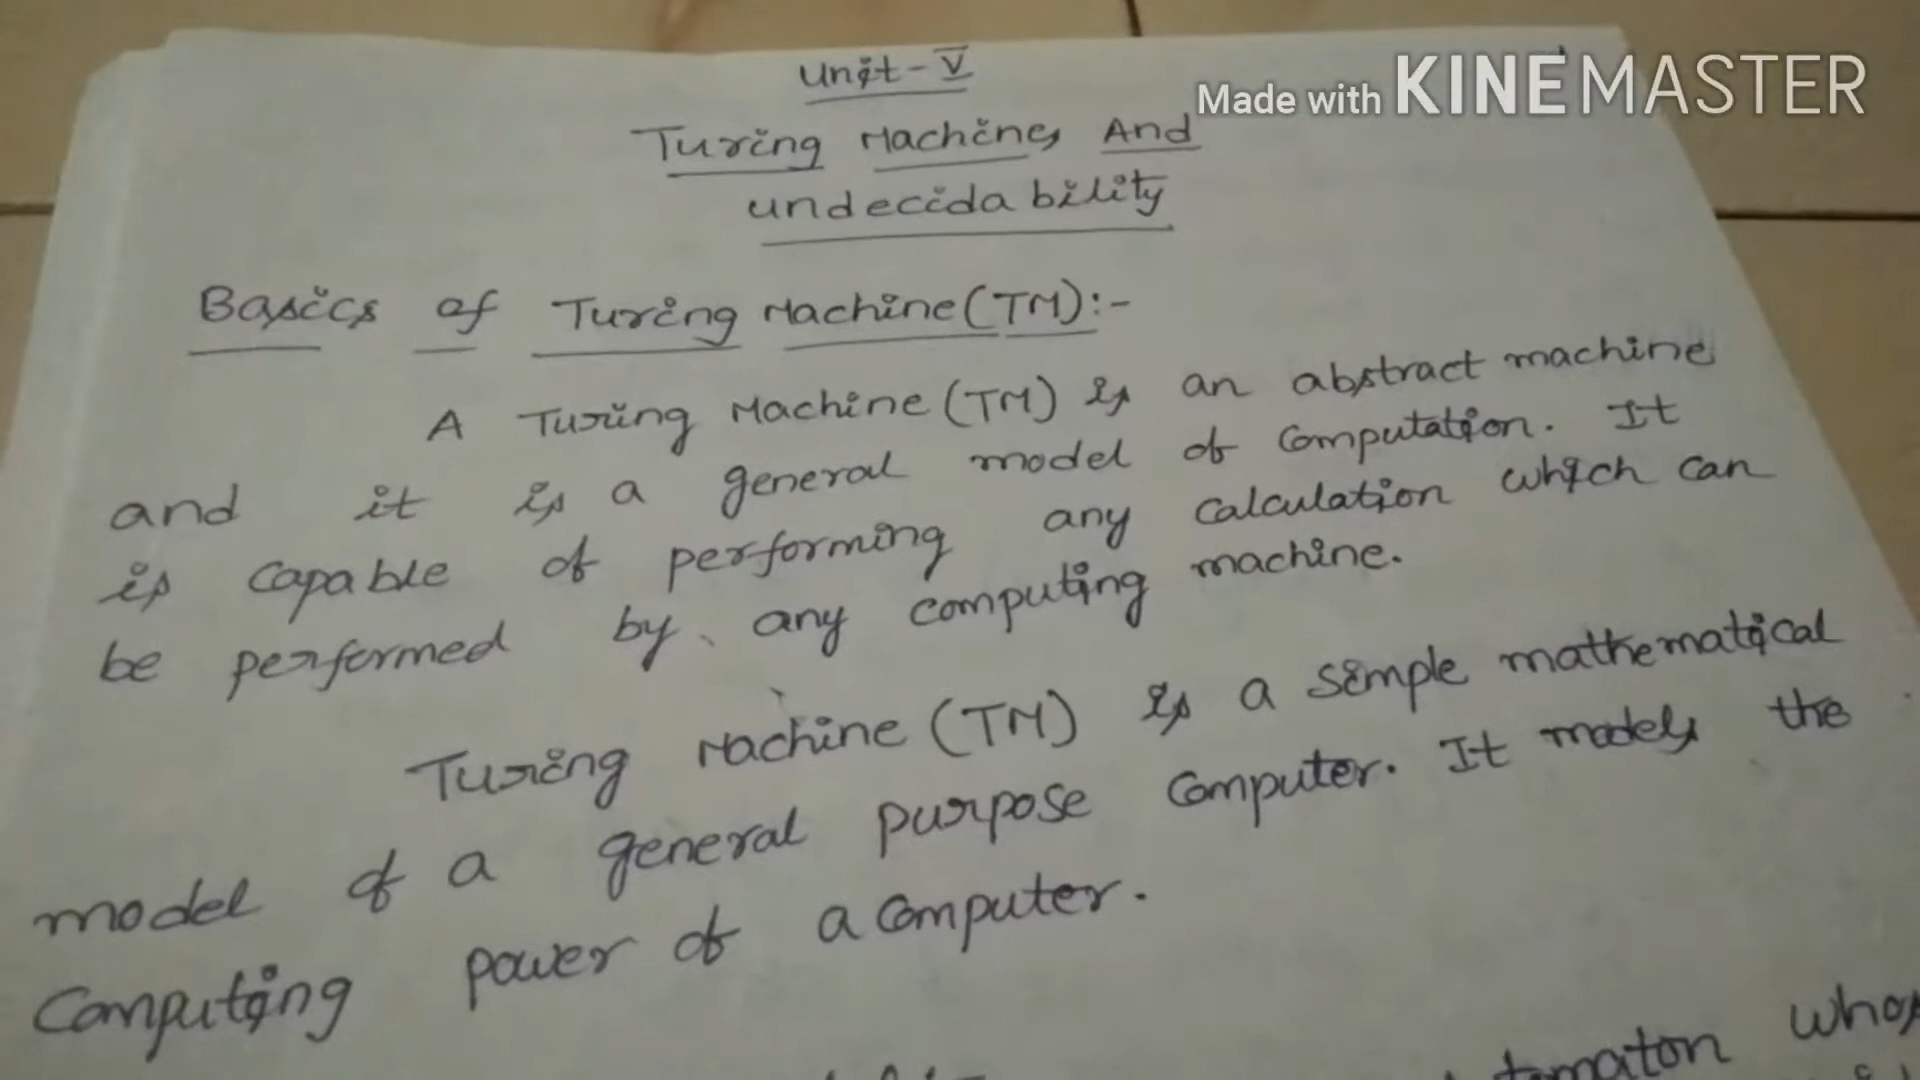 Unit - V
Made with KINEMASTER
Turing Machines And
undecidability
Basics of Turing Machine (TM):-
A Turing Machine (TM) is an abstract machine
and it is a general model of computation. It
is capable of performing any calculation which can
be performed by any computing machine.
Turing Machine (TM) is a simple mathematical
model of a general purpose computer. It models the
computing power of a computer.